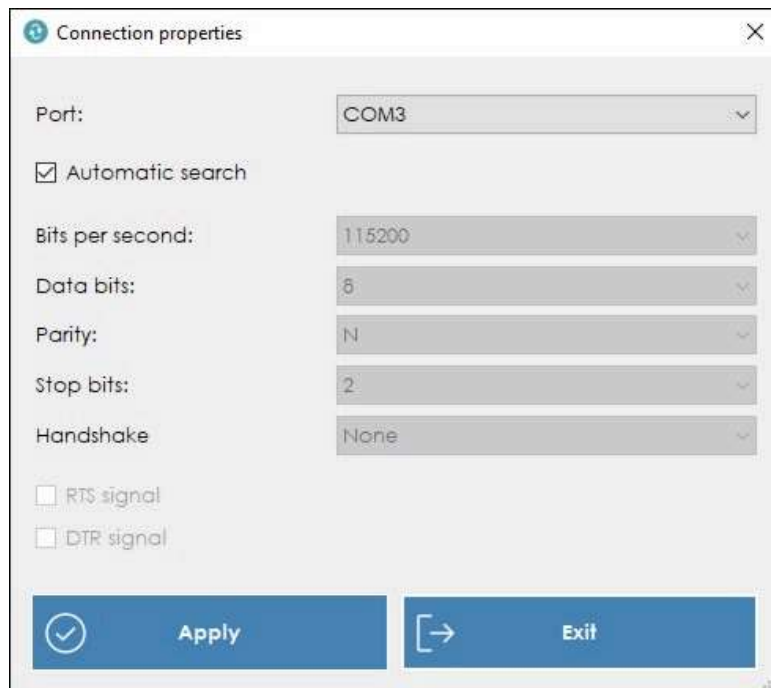 Connection properties
Port: COM3
Automatic search
Bits per second: 115200
Data bits: 8
Parity: N
Stop bits: 2
Handshake None
RTS signal
DTR signal
Apply Exit